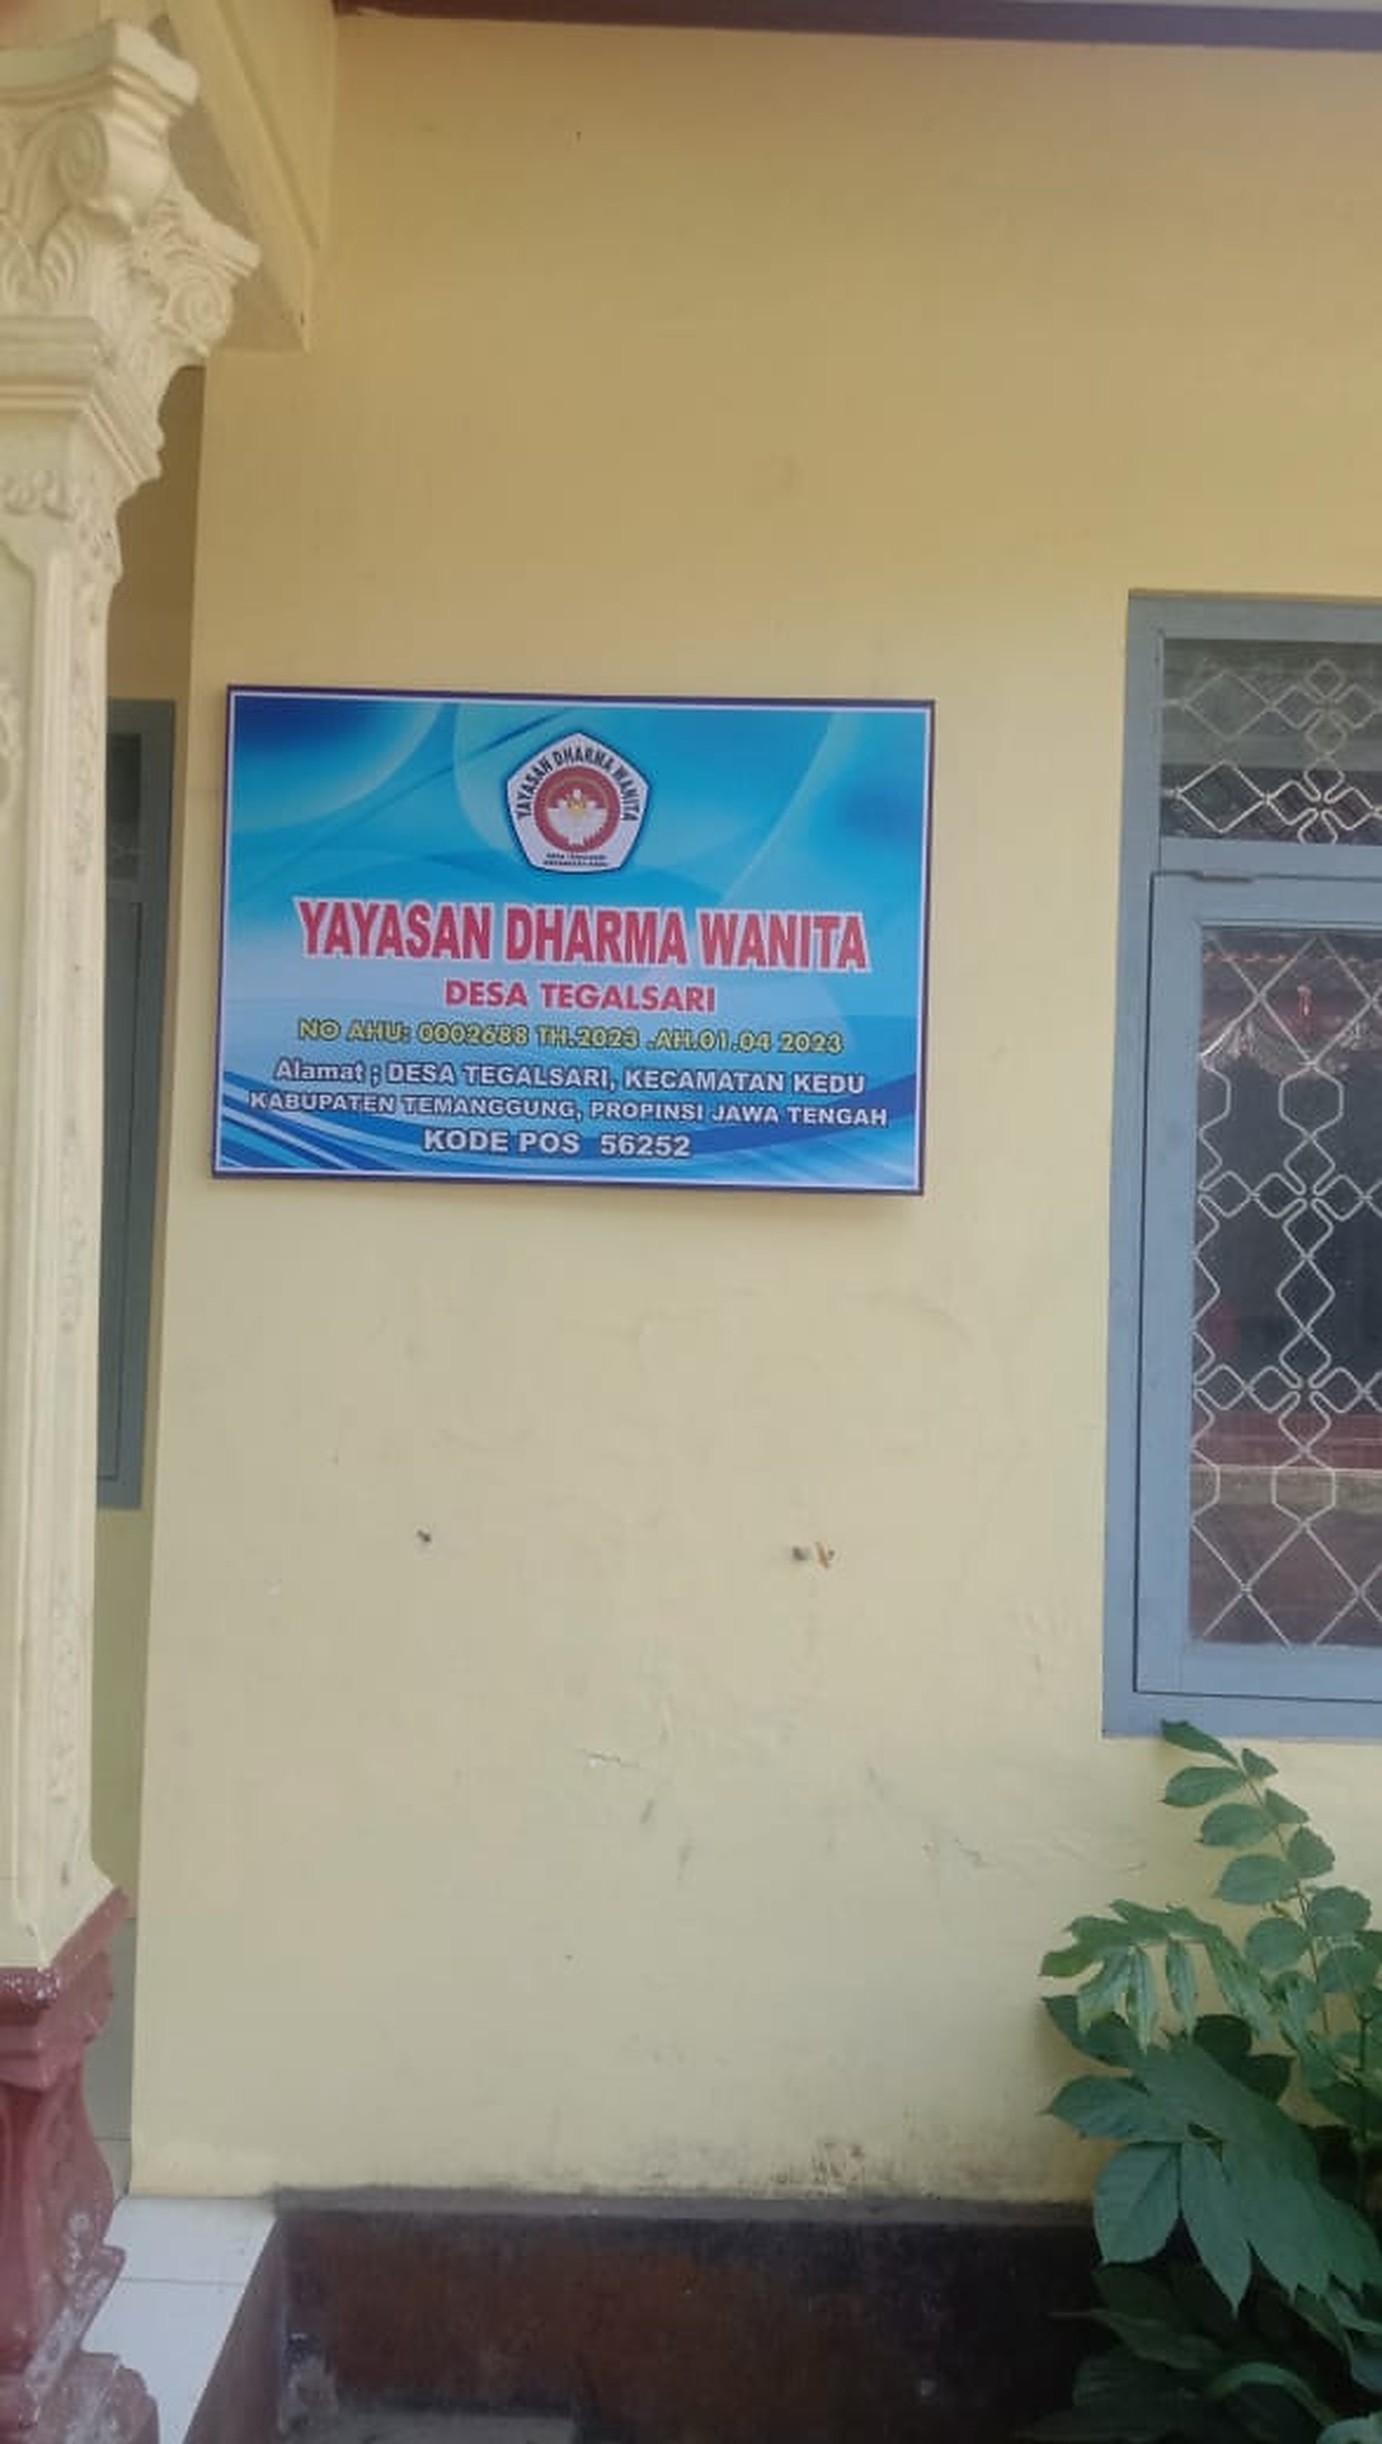 YAYASAN DHARMA WANITA
YAYASAN DHARMA WANITA
DESA TEGALSARI
NO AHU: 0002688 TH.2023 .AH.01.04 2023
Alamat ; DESA TEGALSARI, KECAMATAN KEDU
KABUPATEN TEMANGGUNG, PROPINSI JAWA TENGAH
KODE POS 56252